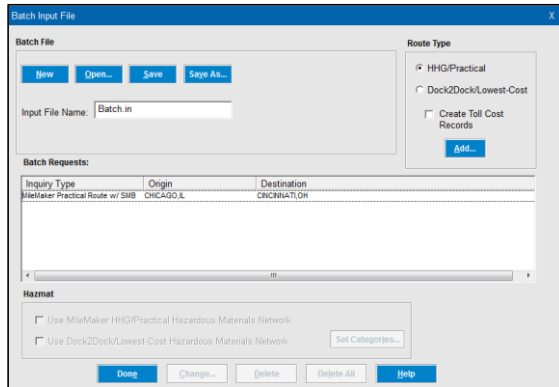 Batch Input File X
Batch File
New Open... Save Save As...
Input File Name: Batch.in
Route Type
HHG/Practical
Dock2Dock/Lowest-Cost
Create Toll Cost
Records
Add...
Batch Requests:
Inquiry Type Origin Destination
MileMaker Practical Route w/ SMB CHICAGO,IL CINCINNATI,OH
Hazmat
Use MileMaker HHG/Practical Hazardous Materials Network
Use Dock2Dock/Lowest-Cost Hazardous Materials Network Set Categories...
Done Change... Delete Delete All Help